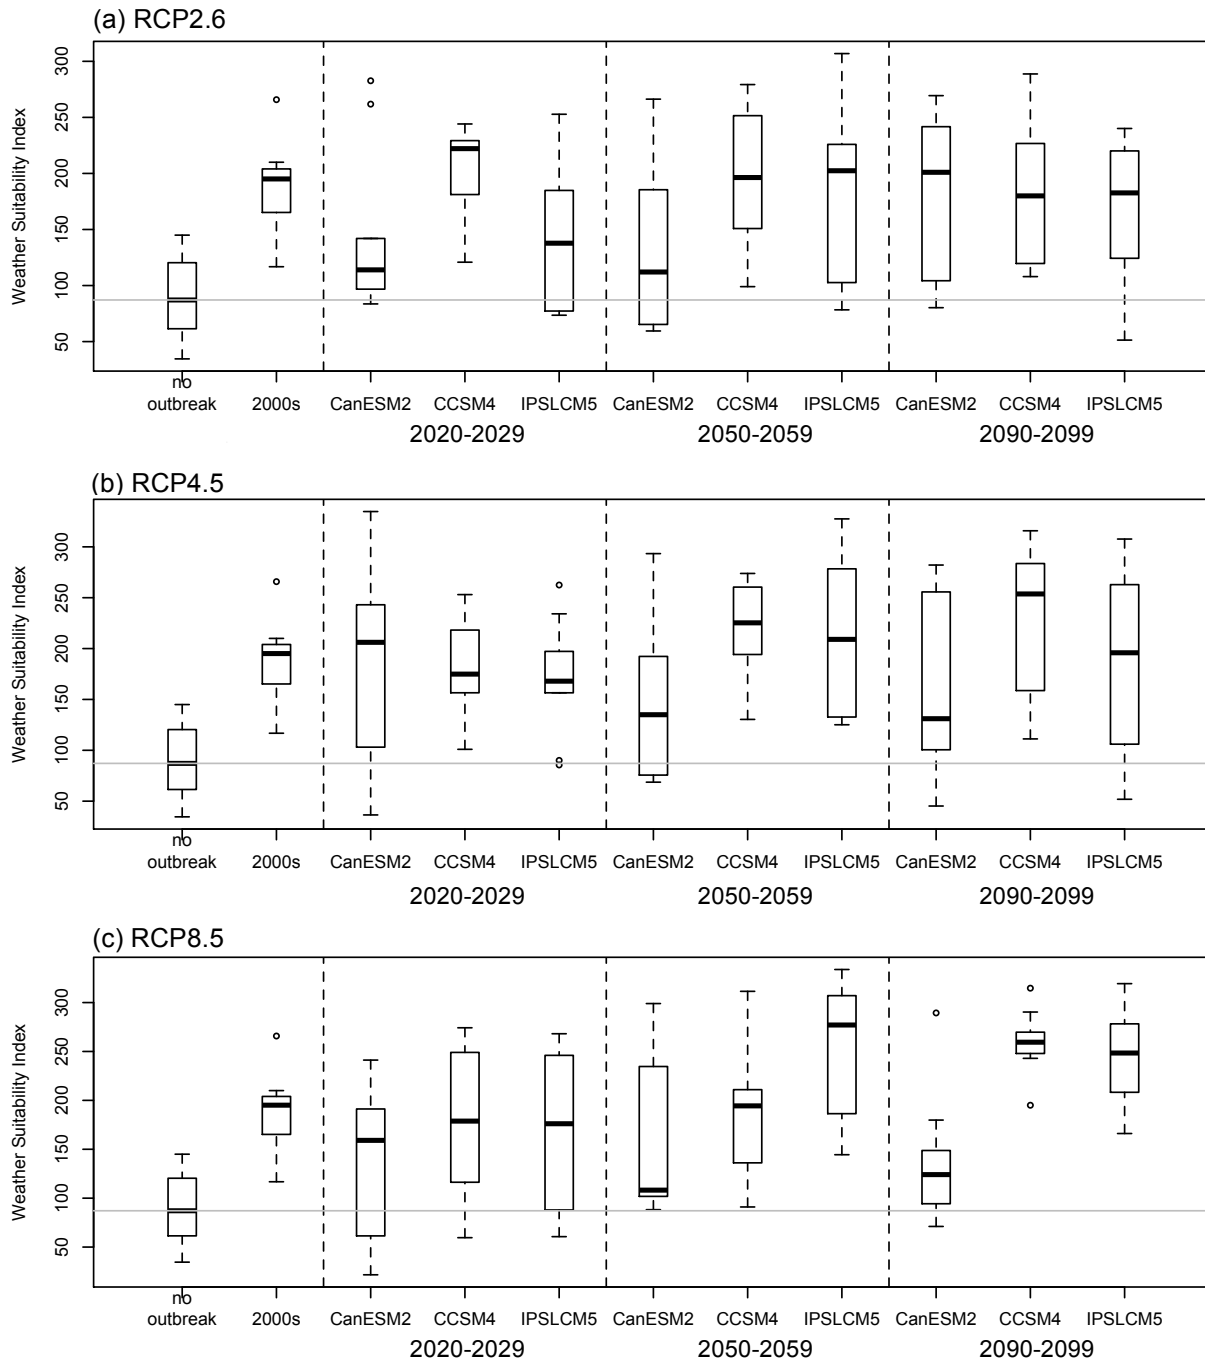 (a) RCP2.6
Weather Suitability Index
300
250
200
150
100
50
no outbreak 2000s CanESM2 CCSM4 IPSLCM5 CanESM2 CCSM4 IPSLCM5 CanESM2 CCSM4 IPSLCM5
2020-2029 2050-2059 2090-2099
(b) RCP4.5
Weather Suitability Index
300
250
200
150
100
50
no outbreak 2000s CanESM2 CCSM4 IPSLCM5 CanESM2 CCSM4 IPSLCM5 CanESM2 CCSM4 IPSLCM5
2020-2029 2050-2059 2090-2099
(c) RCP8.5
Weather Suitability Index
300
250
200
150
100
50
no outbreak 2000s CanESM2 CCSM4 IPSLCM5 CanESM2 CCSM4 IPSLCM5 CanESM2 CCSM4 IPSLCM5
2020-2029 2050-2059 2090-2099